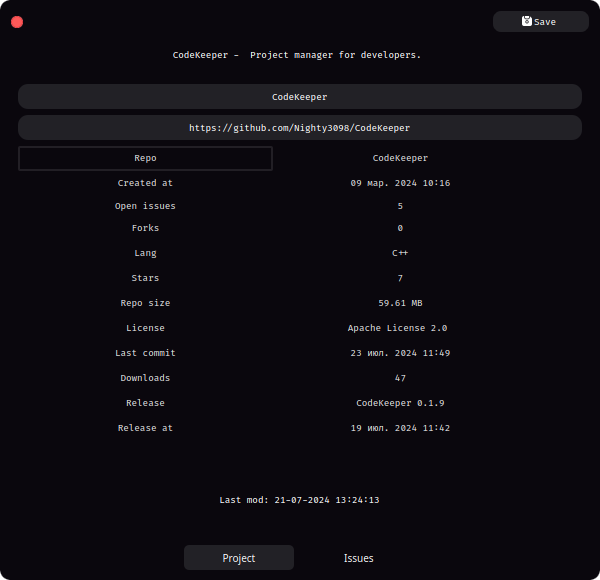 Save
CodeKeeper -  Project manager for developers.
CodeKeeper
https://github.com/Nighty3098/CodeKeeper
Repo CodeKeeper
Created at 09 мар. 2024 10:16
Open issues 5
Forks 0
Lang C++
Stars 7
Repo size 59.61 MB
License Apache License 2.0
Last commit 23 июл. 2024 11:49
Downloads 47
Release CodeKeeper 0.1.9
Release at 19 июл. 2024 11:42
Last mod: 21-07-2024 13:24:13
Project Issues